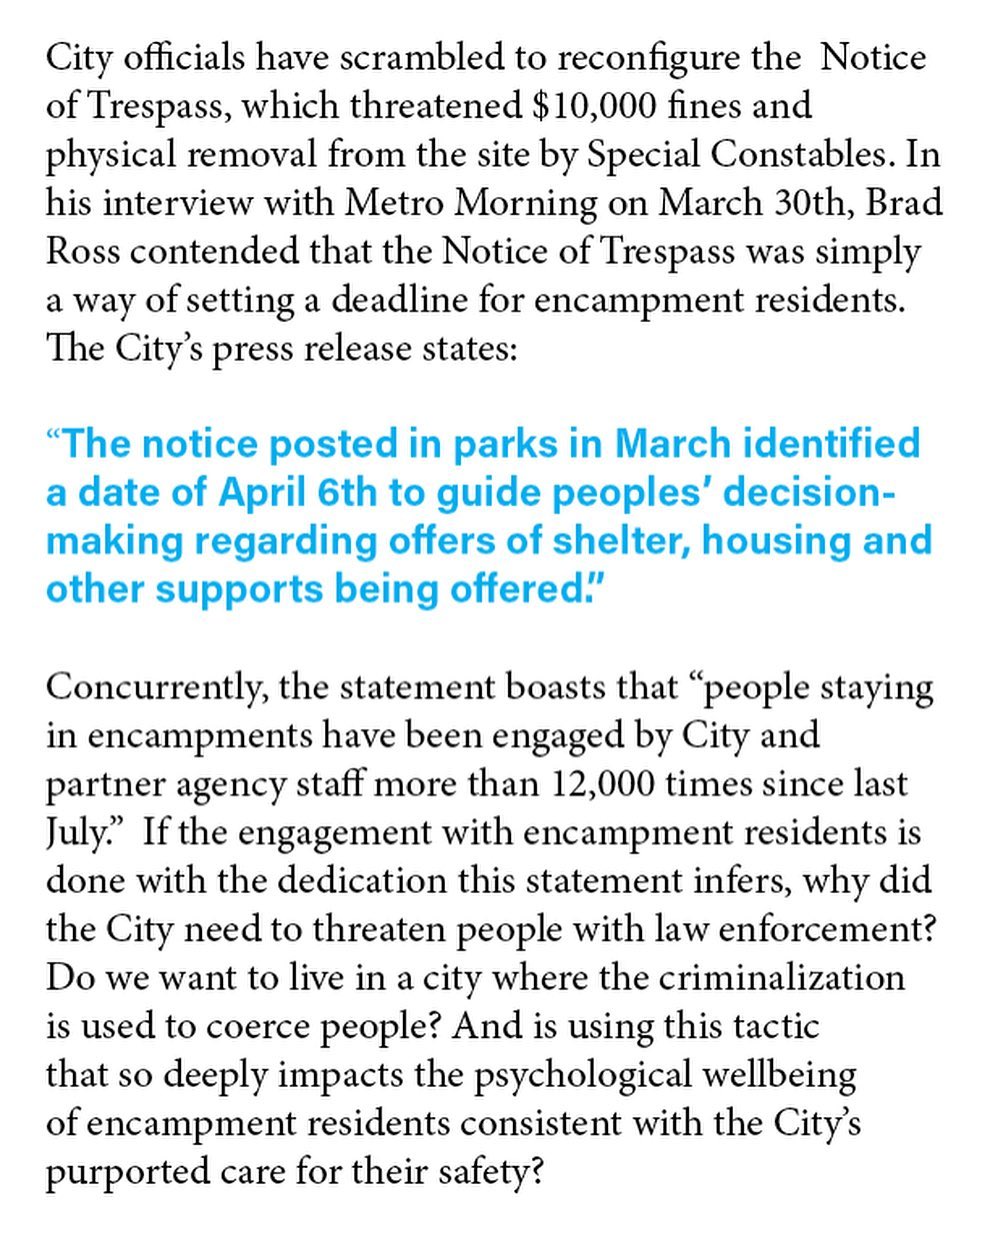 City officials have scrambled to reconfigure the  Notice
of Trespass, which threatened $10,000 fines and
physical removal from the site by Special Constables. In
his interview with Metro Morning on March 30th, Brad
Ross contended that the Notice of Trespass was simply
a way of setting a deadline for encampment residents.
The City’s press release states:
“The notice posted in parks in March identified
a date of April 6th to guide peoples’ decision-
making regarding offers of shelter, housing and
other supports being offered.”
Concurrently, the statement boasts that “people staying
in encampments have been engaged by City and
partner agency staff more than 12,000 times since last
July.”  If the engagement with encampment residents is
done with the dedication this statement infers, why did
the City need to threaten people with law enforcement?
Do we want to live in a city where the criminalization
is used to coerce people? And is using this tactic
that so deeply impacts the psychological wellbeing
of encampment residents consistent with the City’s
purported care for their safety?